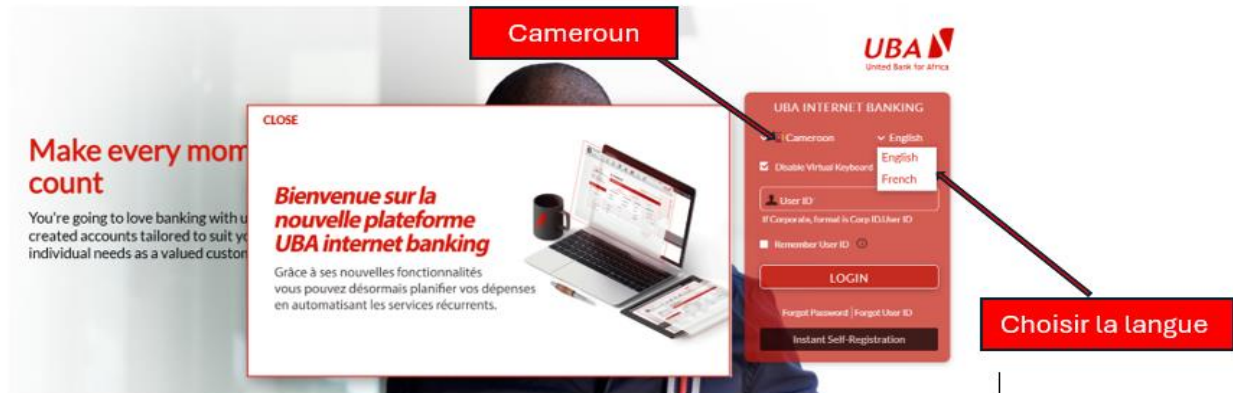 Cameroun
UBA
United Bank for Africa
Make every mom
count
You're going to love banking with u
created accounts tailored to suit yo
individual needs as a valued custon
CLOSE
Bienvenue sur la
nouvelle plateforme
UBA internet banking
Grâce à ses nouvelles fonctionnalités
vous pouvez désormais planifier vos dépenses
en automatisant les services récurrents.
UBA INTERNET BANKING
Cameroon
English
English
French
Disable Virtual Keyboard
User ID
If Corporate, format is Corp ID.User ID
Remember User ID
LOGIN
Forgot Password | Forgot User ID
Instant Self-Registration
Choisir la langue